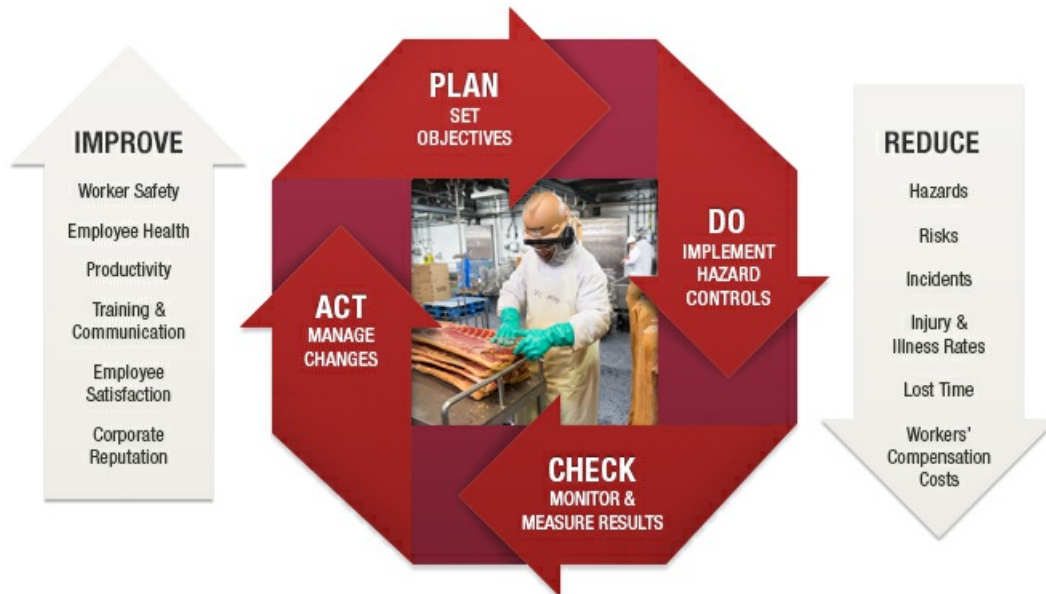 IMPROVE
Worker Safety
Employee Health
Productivity
Training &
Communication
Employee
Satisfaction
Corporate
Reputation
PLAN
SET
OBJECTIVES
DO
IMPLEMENT
HAZARD
CONTROLS
CHECK
MONITOR &
MEASURE RESULTS
ACT
MANAGE
CHANGES
REDUCE
Hazards
Risks
Incidents
Injury &
Illness Rates
Lost Time
Workers'
Compensation
Costs